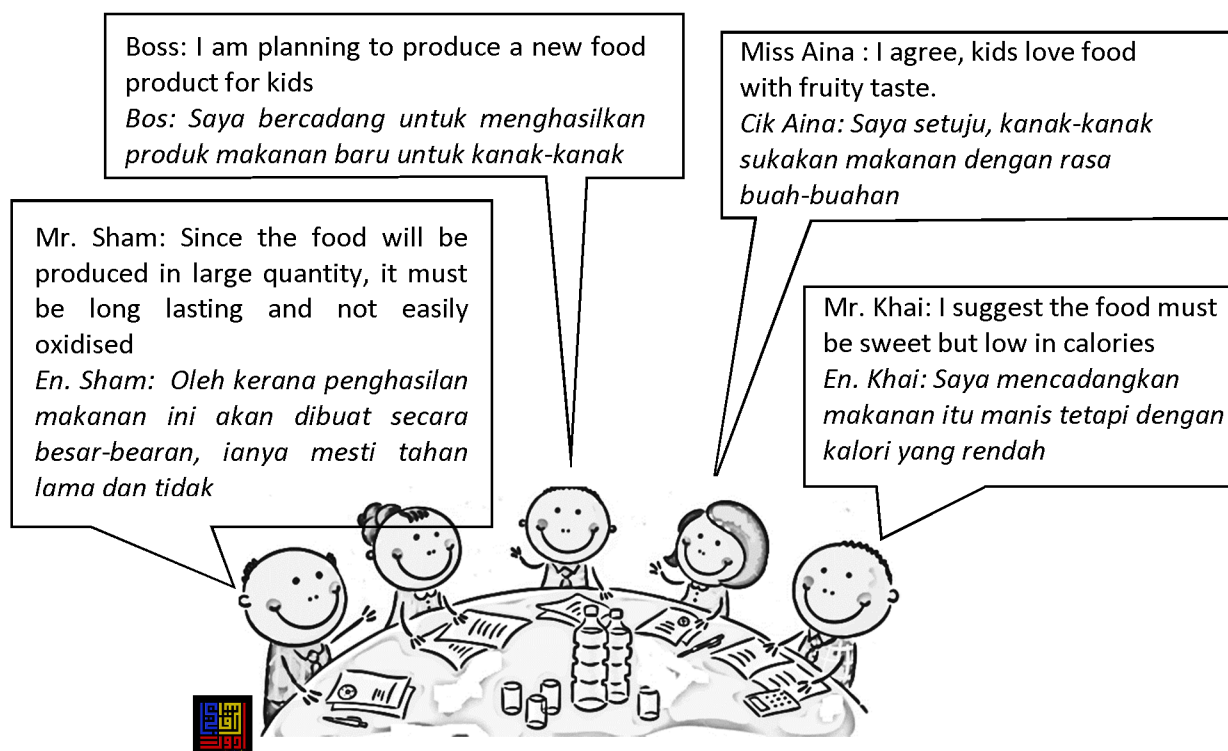 Boss: I am planning to produce a new food
product for kids
Bos: Saya bercadang untuk menghasilkan
produk makanan baru untuk kanak-kanak
Miss Aina : I agree, kids love food
with fruity taste.
Cik Aina: Saya setuju, kanak-kanak
sukakan makanan dengan rasa
buah-buahan
Mr. Sham: Since the food will be
produced in large quantity, it must
be long lasting and not easily
oxidised
En. Sham: Oleh kerana penghasilan
makanan ini akan dibuat secara
besar-bearan, ianya mesti tahan
lama dan tidak
Mr. Khai: I suggest the food must
be sweet but low in calories
En. Khai: Saya mencadangkan
makanan itu manis tetapi dengan
kalori yang rendah